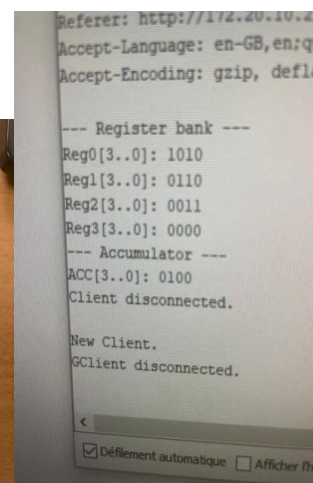 Referer: http://172.20.10.2
Accept-Language: en-GB,en;q
Accept-Encoding: gzip, defla
--- Register bank ---
Reg0[3..0]: 1010
Reg1[3..0]: 0110
Reg2[3..0]: 0011
Reg3[3..0]: 0000
--- Accumulator ---
ACC[3..0]: 0100
Client disconnected.
New Client.
GClient disconnected.
Défilement automatique Afficher l'h